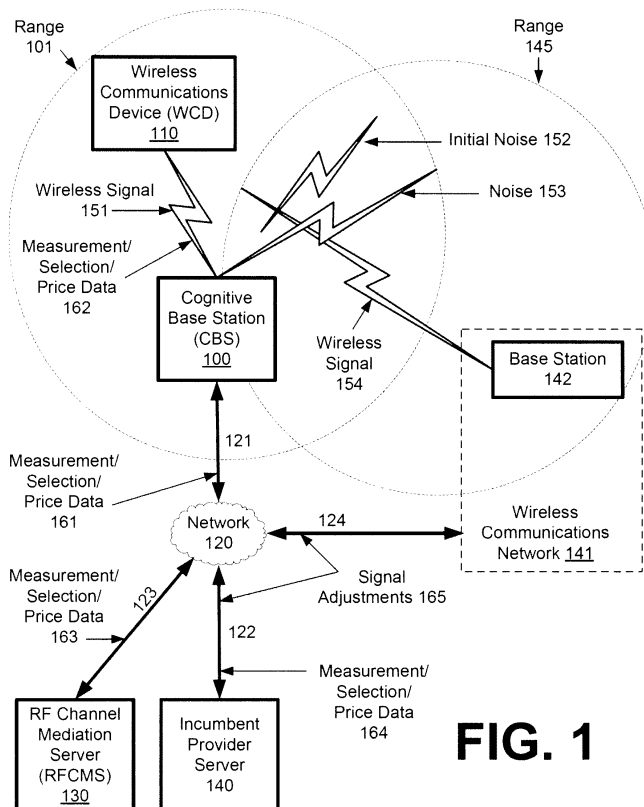 Range
101
Range
145
Wireless
Communications
Device (WCD)
110
Initial Noise 152
Noise 153
Wireless Signal
151
Measurement/
Selection/
Price Data
162
Cognitive
Base Station
(CBS)
100
Wireless
Signal
154
Base Station
142
121
Measurement/
Selection/
Price Data
161
Network
120
124
Wireless
Communications
Network 141
Measurement/
Selection/
Price Data
163
123
Signal
Adjustments 165
122
Measurement/
Selection/
Price Data
164
RF Channel
Mediation
Server
(RFCMS)
130
Incumbent
Provider
Server
140
FIG. 1